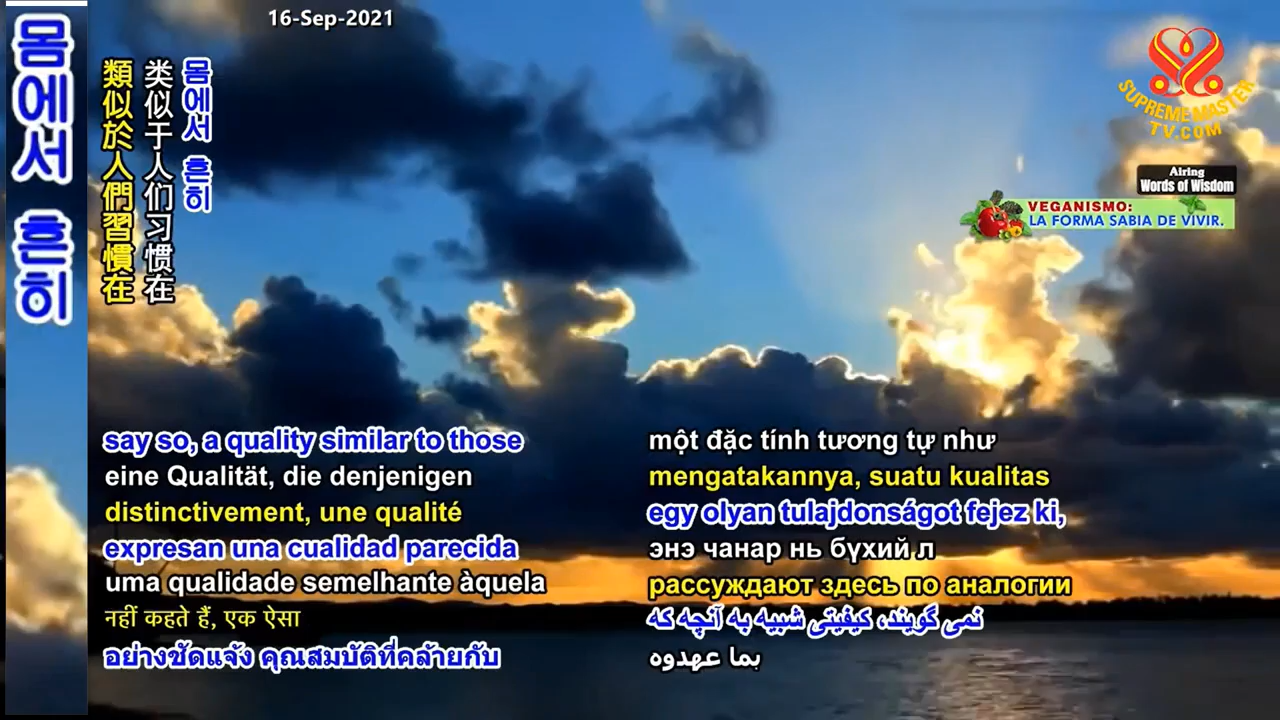 16-Sep-2021
몸에서 흔히
類似於人們習慣在
类似于人们习惯在
몸에서 흔히
SUPREME MASTER
TV.COM
Airing
Words of Wisdom
VEGANISMO:
LA FORMA SABIA DE VIVIR.
say so, a quality similar to those
eine Qualität, die denjenigen
distinctivement, une qualité
expresan una cualidad parecida
uma qualidade semelhante àquela
नहीं कहते हैं, एक ऐसा
อย่างชัดแจ้ง คุณสมบัติที่คล้ายกับ
một đặc tính tương tự như
mengatakannya, suatu kualitas
egy olyan tulajdonságot fejez ki,
энэ чанар нь бүхий л
рассуждают здесь по аналогии
نمی گویند، کیفیتی شبیه به آنچه که
بما عهدوه